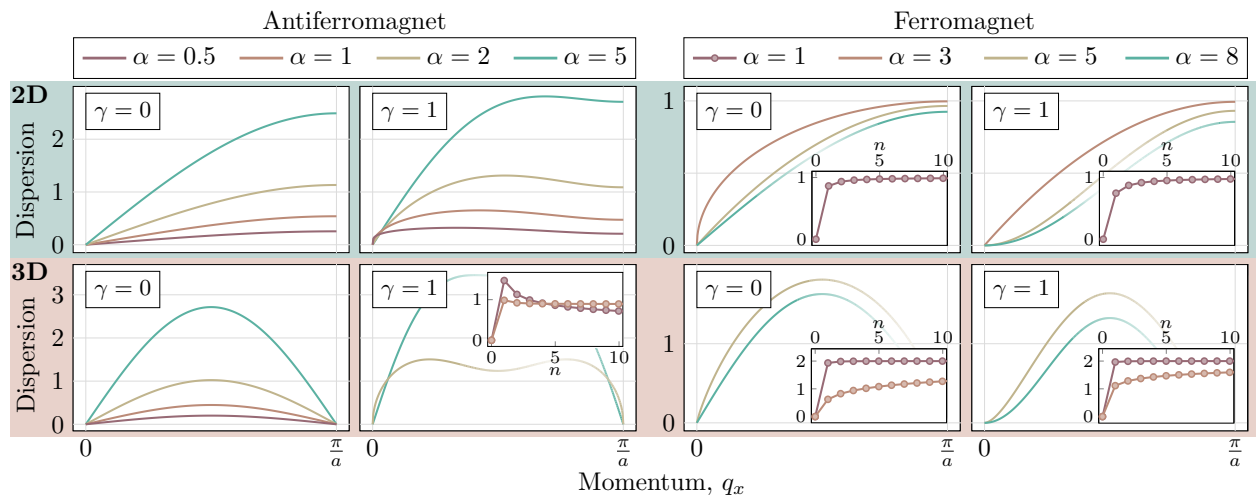 Antiferromagnet
Ferromagnet
α = 0.5 α = 1 α = 2 α = 5
α = 1 α = 3 α = 5 α = 8
2D
Dispersion
0 1 2
γ = 0
γ = 1
0 1
γ = 0
n
0 5 10
0 1
γ = 1
n
0 5 10
0 1
3D
Dispersion
0 1 2 3
γ = 0
γ = 1
0 1
0 5 10
n
0 1
γ = 0
n
0 5 10
0 1 2
γ = 1
n
0 5 10
0 1 2
0 π/a 0 π/a 0 π/a 0 π/a
Momentum, qₓ